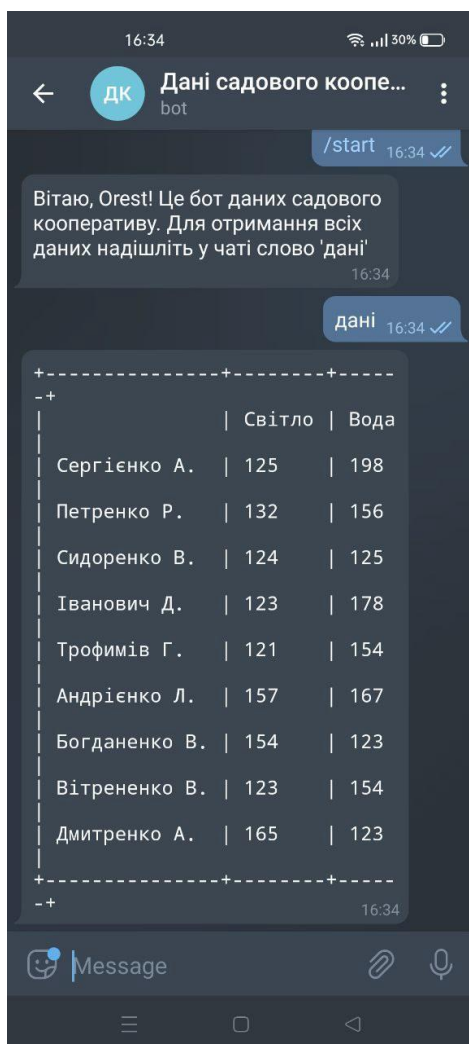 16:34
30%
ДК
Дані садового коопе...
bot
/start 16:34
Вітаю, Orest! Це бот даних садового
кооперативу. Для отримання всіх
даних надішліть у чаті слово 'дані'
16:34
дані 16:34
+---------------+--------+-----
-+
|               | Світло | Вода
|
| Сергієнко А.  | 125    | 198
|
| Петренко Р.   | 132    | 156
|
| Сидоренко В.  | 124    | 125
|
| Іванович Д.   | 123    | 178
|
| Трофимів Г.   | 121    | 154
|
| Андрієнко Л.  | 157    | 167
|
| Богданенко В. | 154    | 123
|
| Вітрененко В. | 123    | 154
|
| Дмитренко А.  | 165    | 123
|
+---------------+--------+-----
-+
16:34
Message